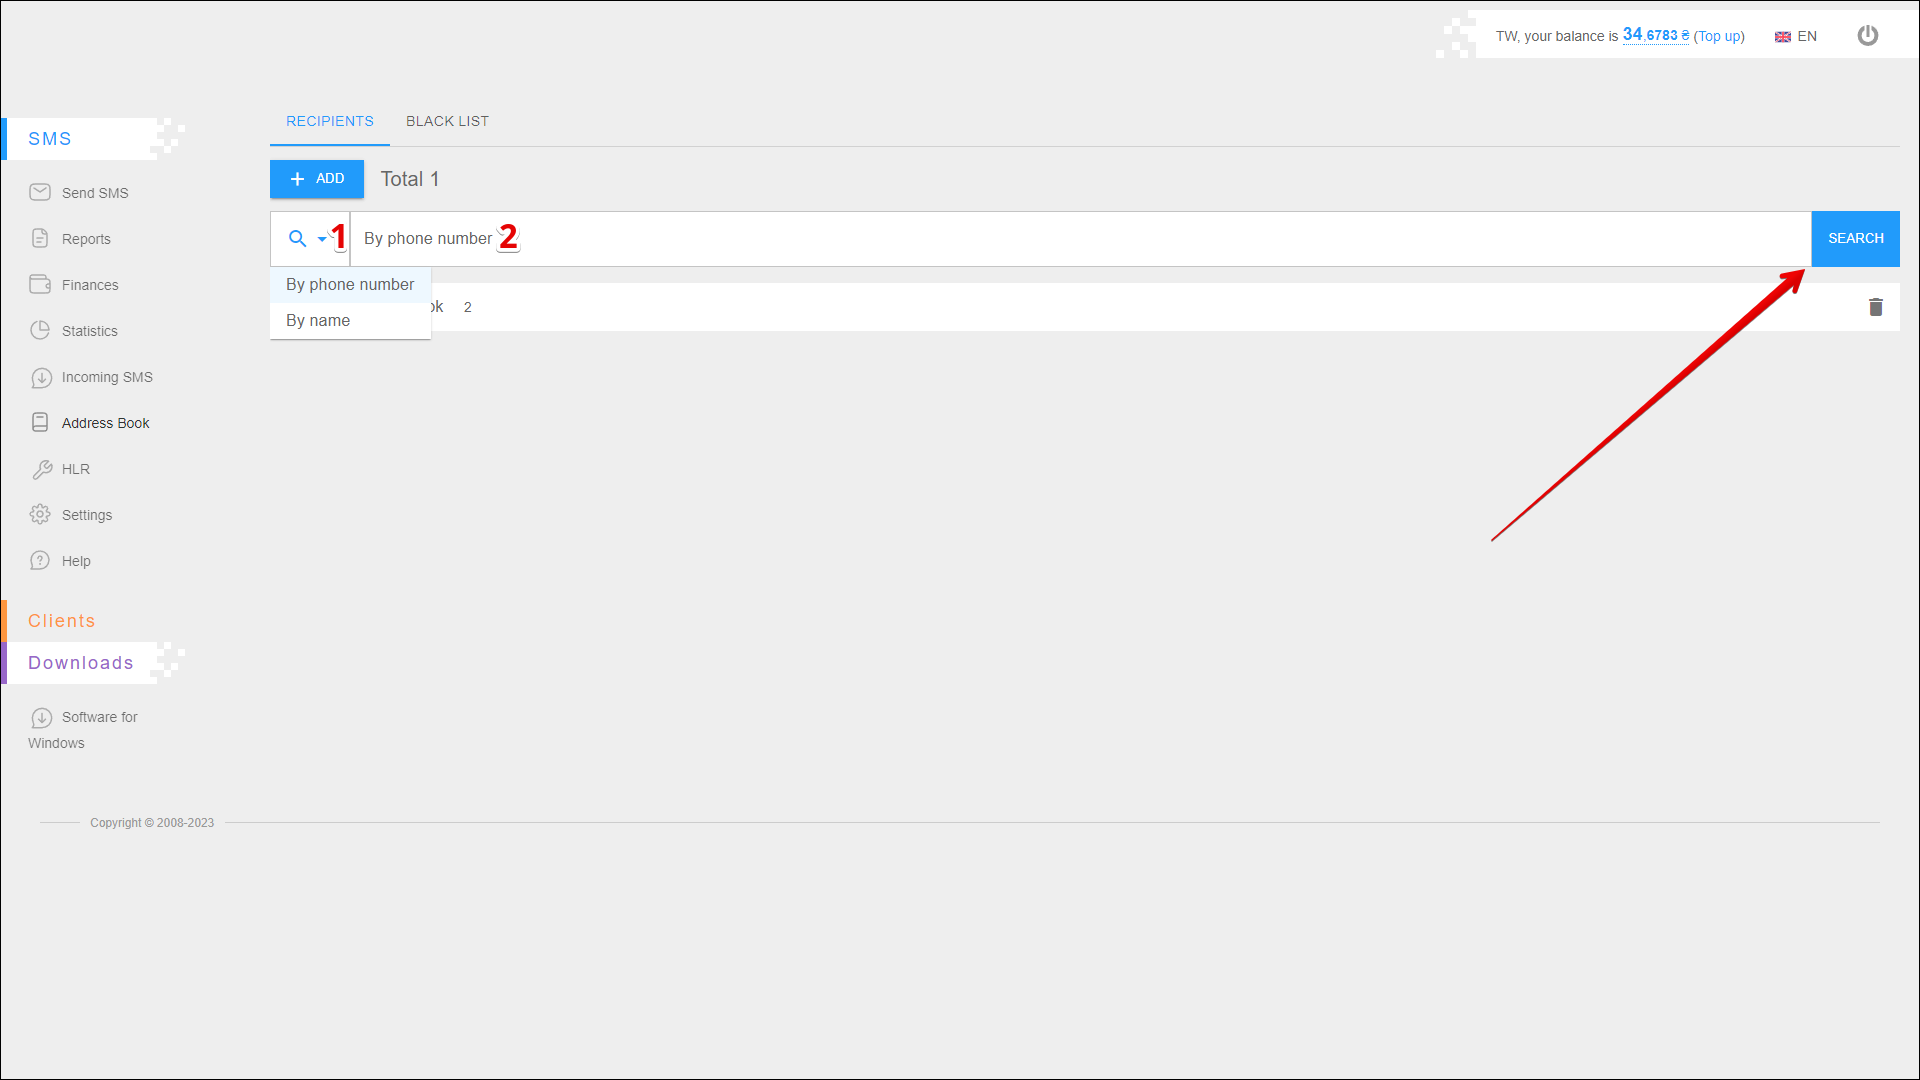 TW, your balance is 34,6783 ₴ (Top up) EN
SMS
Send SMS
Reports
Finances
Statistics
Incoming SMS
Address Book
HLR
Settings
Help
Clients
Downloads
Software for
Windows
RECIPIENTS BLACK LIST
ADD Total 1
1 By phone number 2 SEARCH
By phone number
By name
ok 2
Copyright © 2008-2023